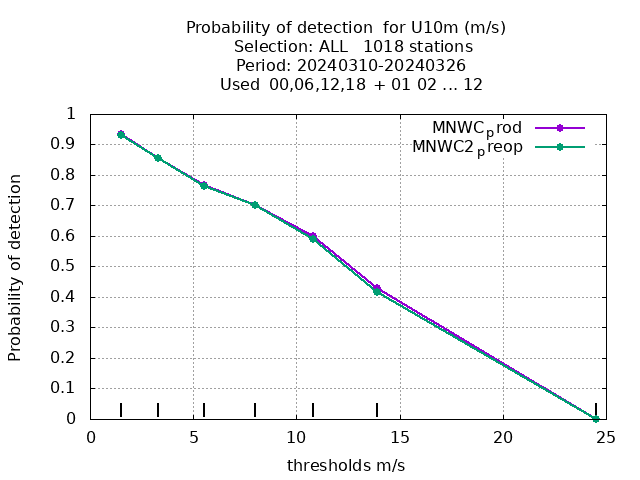 Probability of detection  for U10m (m/s)
Selection: ALL   1018 stations
Period: 20240310-20240326
Used  00,06,12,18  + 01 02 ... 12
MNWC_prod
MNWC2_preop
1
0.9
0.8
0.7
0.6
0.5
0.4
0.3
0.2
0.1
0
Probability of detection
0 5 10 15 20 25
thresholds m/s